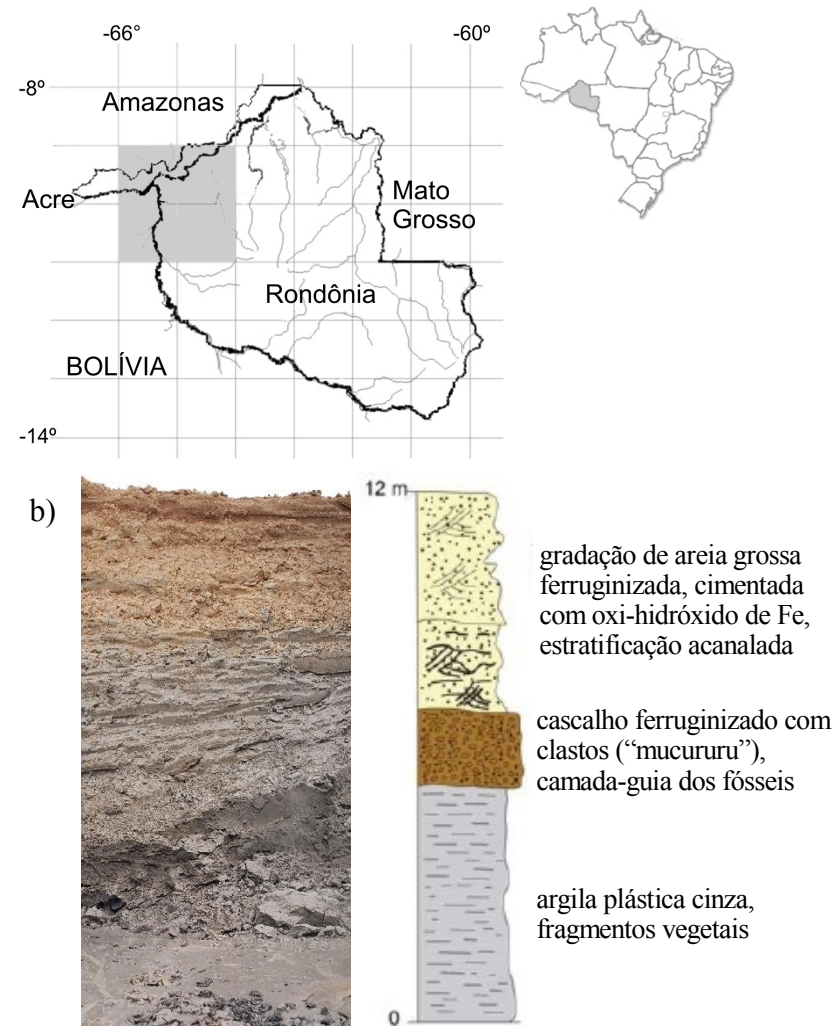 -66°
-60º
-8º
Amazonas
Acre
Mato
Grosso
Rondônia
BOLÍVIA
-14º
b)
12 m
gradação de areia grossa
ferruginizada, cimentada
com oxi-hidróxido de Fe,
estratificação acanalada
cascalho ferruginizado com
clastos (“mucururu”),
camada-guia dos fósseis
argila plástica cinza,
fragmentos vegetais
0